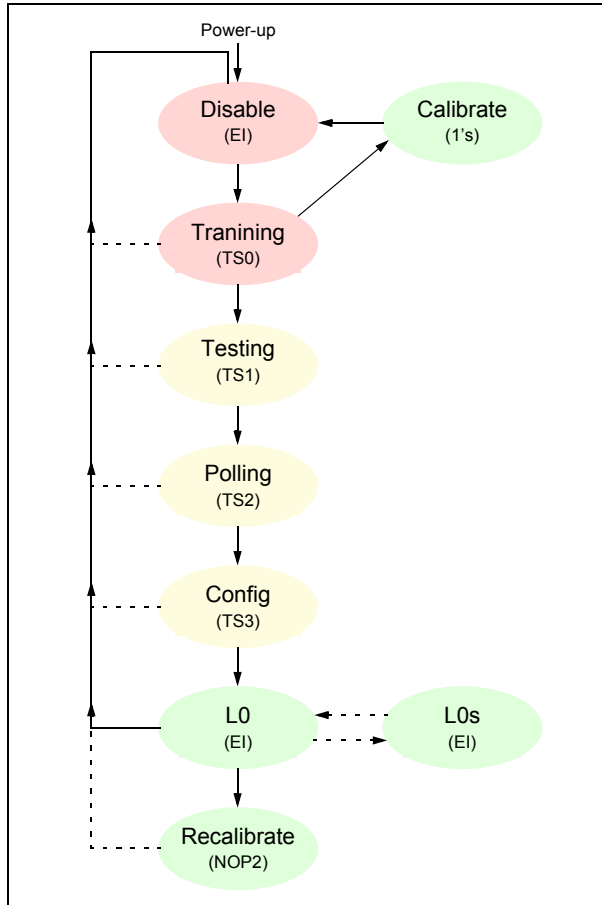 Power-up
Disable
(EI)
Calibrate
(1's)
Tranining
(TS0)
Testing
(TS1)
Polling
(TS2)
Config
(TS3)
L0
(EI)
L0s
(EI)
Recalibrate
(NOP2)